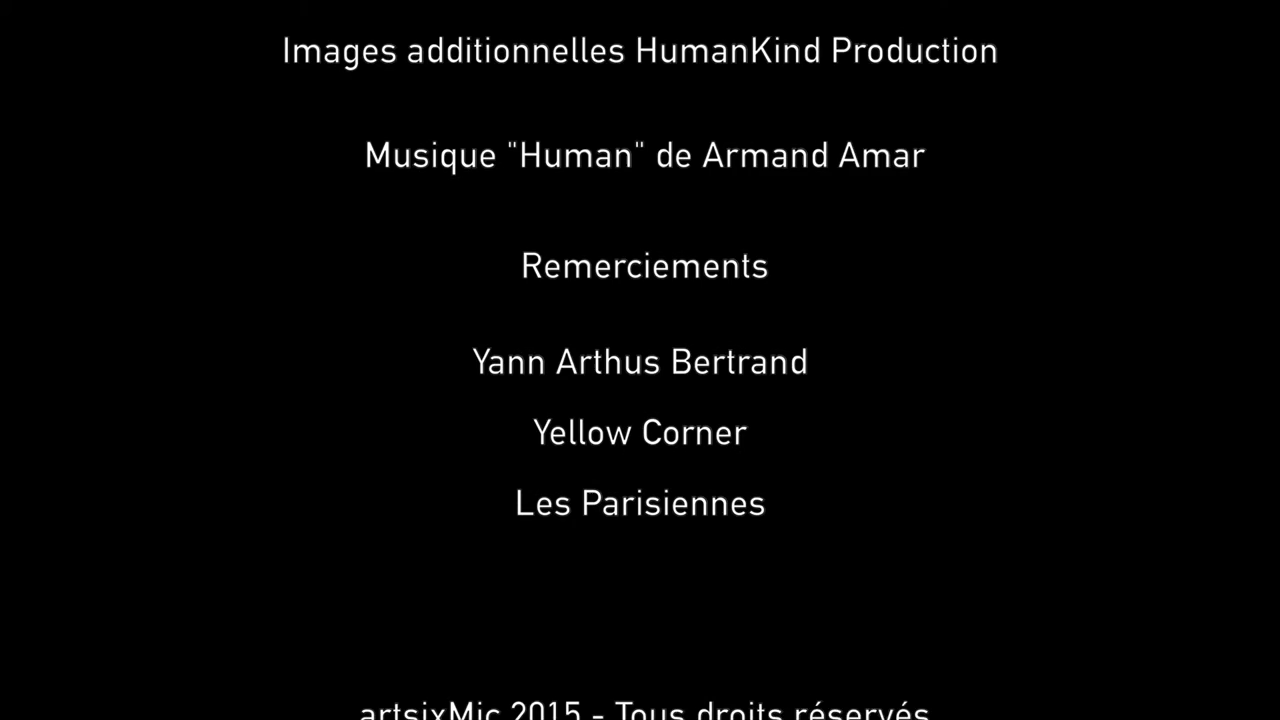 Images additionnelles HumanKind Production
Musique "Human" de Armand Amar
Remerciements
Yann Arthus Bertrand
Yellow Corner
Les Parisiennes
artsixMic 2015 - Tous droits réservés